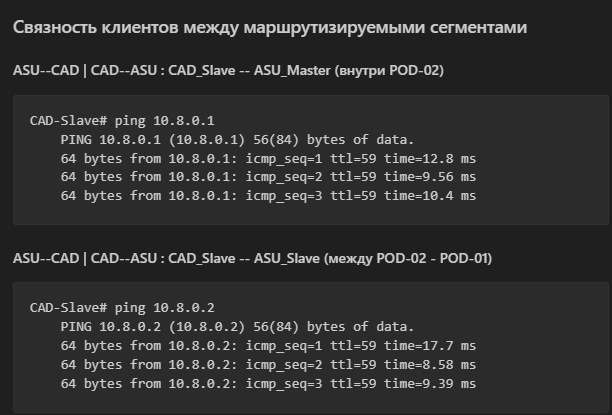 Связность клиентов между маршрутизируемыми сегментами
ASU--CAD | CAD--ASU : CAD_Slave -- ASU_Master (внутри POD-02)
CAD-Slave# ping 10.8.0.1
PING 10.8.0.1 (10.8.0.1) 56(84) bytes of data.
64 bytes from 10.8.0.1: icmp_seq=1 ttl=59 time=12.8 ms
64 bytes from 10.8.0.1: icmp_seq=2 ttl=59 time=9.56 ms
64 bytes from 10.8.0.1: icmp_seq=3 ttl=59 time=10.4 ms
ASU--CAD | CAD--ASU : CAD_Slave -- ASU_Slave (между POD-02 - POD-01)
CAD-Slave# ping 10.8.0.2
PING 10.8.0.2 (10.8.0.2) 56(84) bytes of data.
64 bytes from 10.8.0.2: icmp_seq=1 ttl=59 time=17.7 ms
64 bytes from 10.8.0.2: icmp_seq=2 ttl=59 time=8.58 ms
64 bytes from 10.8.0.2: icmp_seq=3 ttl=59 time=9.39 ms